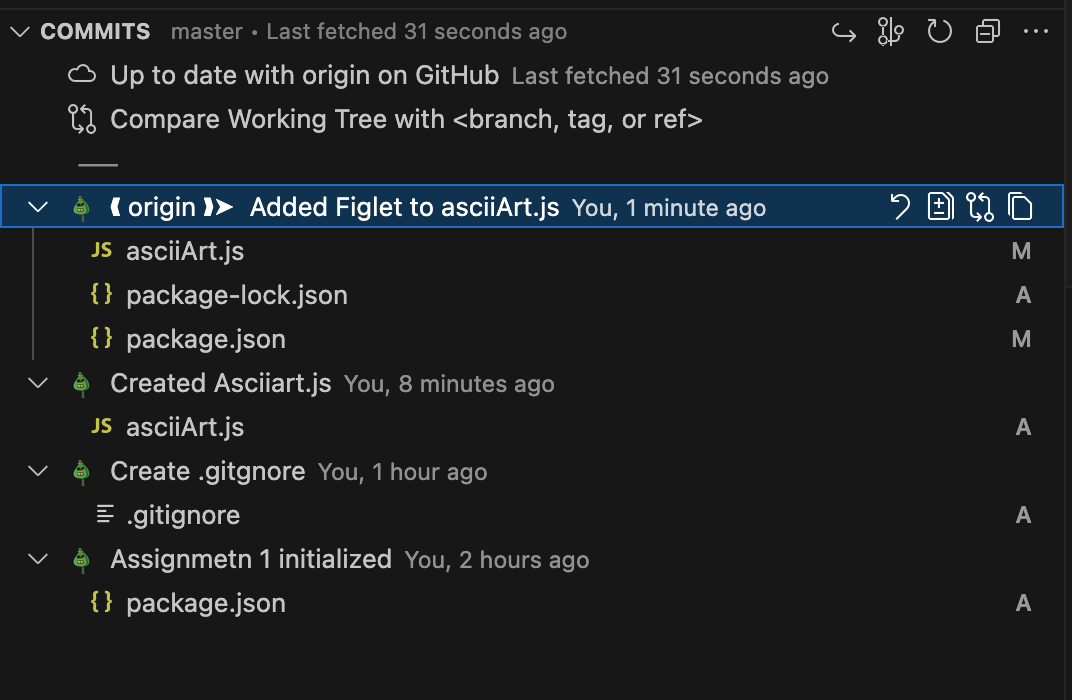 COMMITS master • Last fetched 31 seconds ago
Up to date with origin on GitHub Last fetched 31 seconds ago
Compare Working Tree with <branch, tag, or ref>
origin Added Figlet to asciiArt.js You, 1 minute ago
JS asciiArt.js M
{} package-lock.json A
{} package.json M
Created Asciiart.js You, 8 minutes ago
JS asciiArt.js A
Create .gitgnore You, 1 hour ago
.gitignore A
Assignmetn 1 initialized You, 2 hours ago
{} package.json A